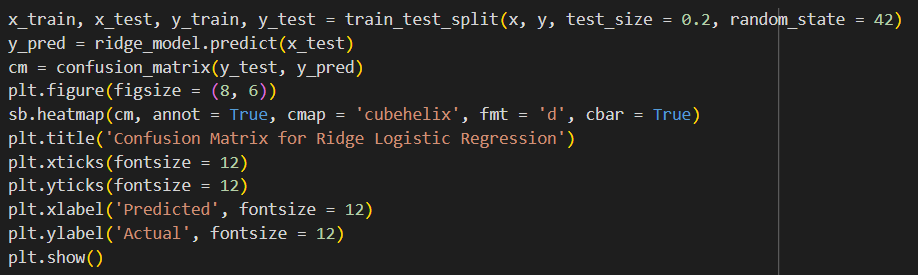 x_train, x_test, y_train, y_test = train_test_split(x, y, test_size = 0.2, random_state = 42)
y_pred = ridge_model.predict(x_test)
cm = confusion_matrix(y_test, y_pred)
plt.figure(figsize = (8, 6))
sb.heatmap(cm, annot = True, cmap = 'cubehelix', fmt = 'd', cbar = True)
plt.title('Confusion Matrix for Ridge Logistic Regression')
plt.xticks(fontsize = 12)
plt.yticks(fontsize = 12)
plt.xlabel('Predicted', fontsize = 12)
plt.ylabel('Actual', fontsize = 12)
plt.show()